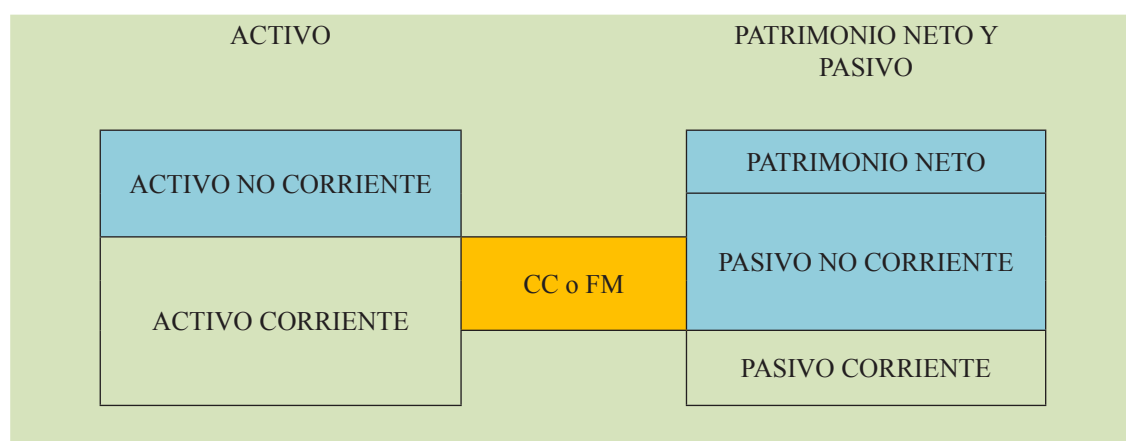 ACTIVO
PATRIMONIO NETO Y
PASIVO
ACTIVO NO CORRIENTE
ACTIVO CORRIENTE
CC o FM
PATRIMONIO NETO
PASIVO NO CORRIENTE
PASIVO CORRIENTE